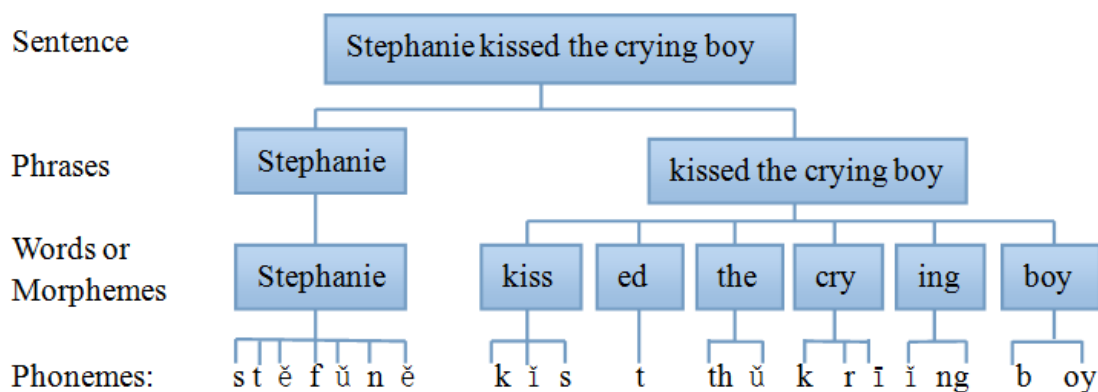 Sentence Stephanie kissed the crying boy
Phrases Stephanie kissed the crying boy
Words or
Morphemes Stephanie kiss ed the cry ing boy
Phonemes: s t ĕ f ŭ n ĕ k ĭ s t th ŭ k r ī ĭ ng b oy